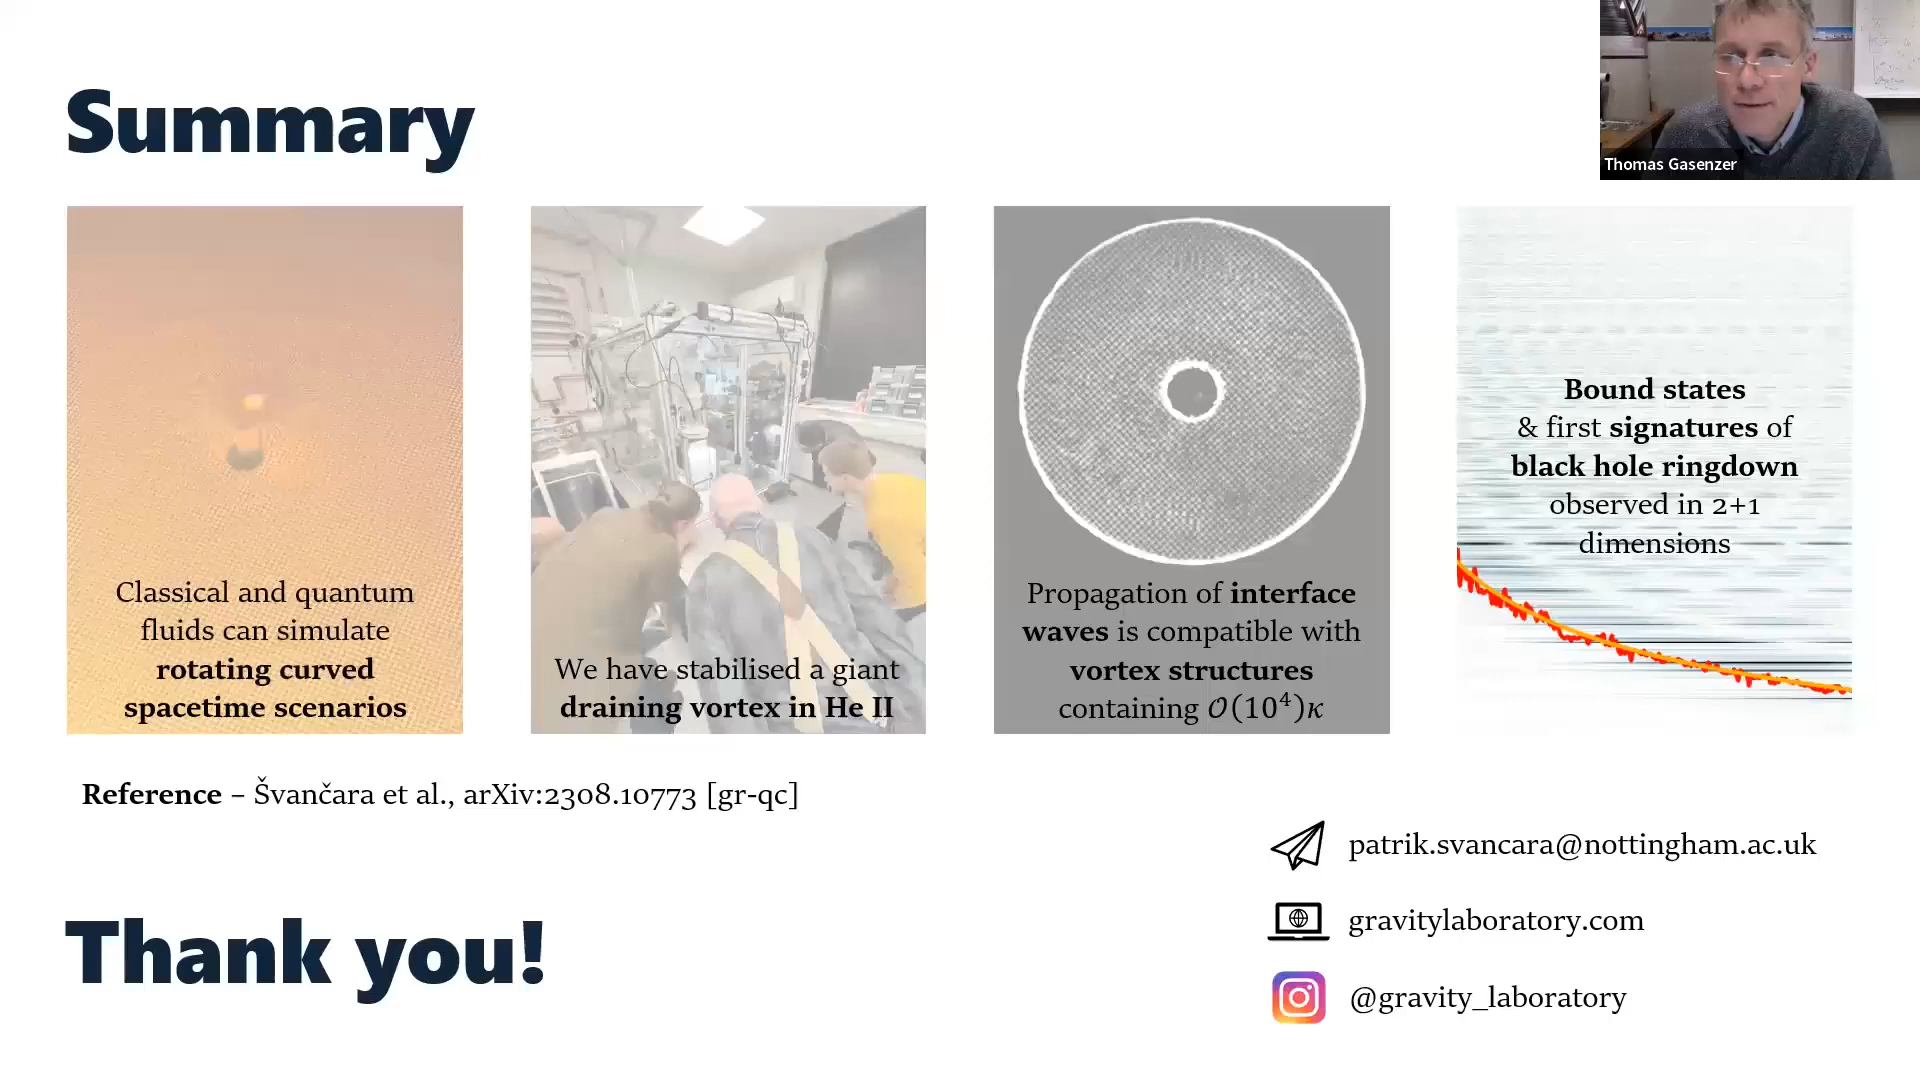 Summary
Thomas Gasenzer
Classical and quantum
fluids can simulate
rotating curved
spacetime scenarios
We have stabilised a giant
draining vortex in He II
Propagation of interface
waves is compatible with
vortex structures
containing 𝒪(10⁴)κ
Bound states
& first signatures of
black hole ringdown
observed in 2+1
dimensions
Reference – Švančara et al., arXiv:2308.10773 [gr-qc]
patrik.svancara@nottingham.ac.uk
gravitylaboratory.com
@gravity_laboratory
Thank you!